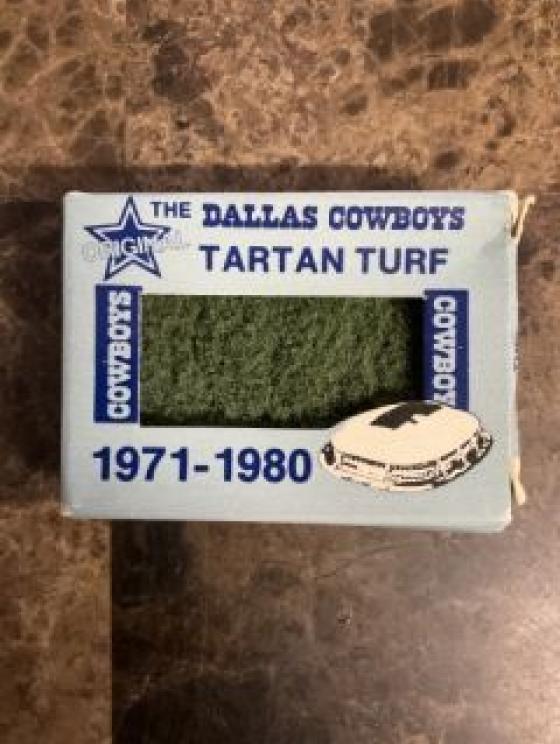 THE DALLAS COWBOYS
ORIGINAL
TARTAN TURF
COWBOYS
COWBOYS
1971-1980